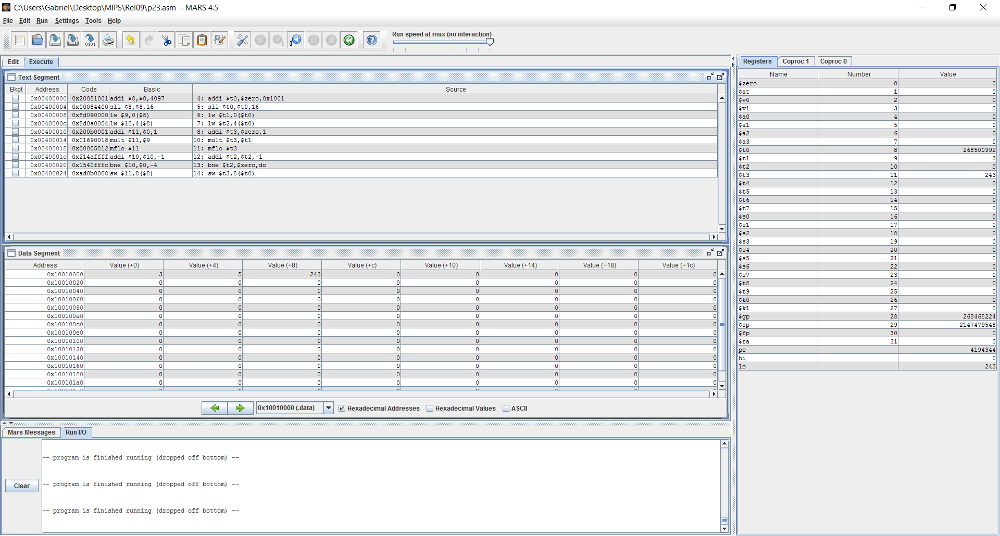 C:\Users\Gabriel\Desktop\MIPS\Rel09\p23.asm - MARS 4.5
File Edit Run Settings Tools Help
Run speed at max (no interaction)
Edit Execute
Text Segment
Bkpt Address Code Basic Source
0x00400000 0x20081001 addi $8,$0,4097 4: addi $t0,$zero,0x1001
0x00400004 0x00084400 sll $8,$8,16 5: sll $t0,$t0,16
0x00400008 0x8d090000 lw $9,0($8) 6: lw $t1,0($t0)
0x0040000c 0x8d0a0004 lw $10,4($8) 7: lw $t2,4($t0)
0x00400010 0x200b0001 addi $11,$0,1 8: addi $t3,$zero,1
0x00400014 0x01690018 mult $11,$9 10: mult $t3,$t1
0x00400018 0x00005812 mflo $11 11: mflo $t3
0x0040001c 0x214affff addi $10,$10,-1 12: addi $t2,$t2,-1
0x00400020 0x1540fffc bne $10,$0,-4 13: bne $t2,$zero,do
0x00400024 0xad0b0008 sw $11,8($8) 14: sw $t3,8($t0)
Data Segment
Address Value (+0) Value (+4) Value (+8) Value (+c) Value (+10) Value (+14) Value (+18) Value (+1c)
0x10010000 3 5 243 0 0 0 0 0
0x10010020 0 0 0 0 0 0 0 0
0x10010040 0 0 0 0 0 0 0 0
0x10010060 0 0 0 0 0 0 0 0
0x10010080 0 0 0 0 0 0 0 0
0x100100a0 0 0 0 0 0 0 0 0
0x100100c0 0 0 0 0 0 0 0 0
0x100100e0 0 0 0 0 0 0 0 0
0x10010100 0 0 0 0 0 0 0 0
0x10010120 0 0 0 0 0 0 0 0
0x10010140 0 0 0 0 0 0 0 0
0x10010160 0 0 0 0 0 0 0 0
0x10010180 0 0 0 0 0 0 0 0
0x100101a0 0 0 0 0 0 0 0 0
0x10010000 (.data) Hexadecimal Addresses Hexadecimal Values ASCII
Mars Messages Run I/O
-- program is finished running (dropped off bottom) --
-- program is finished running (dropped off bottom) --
-- program is finished running (dropped off bottom) --
Clear
Registers Coproc 1 Coproc 0
Name Number Value
$zero 0 0
$at 1 0
$v0 2 0
$v1 3 0
$a0 4 0
$a1 5 0
$a2 6 0
$a3 7 0
$t0 8 268500992
$t1 9 3
$t2 10 0
$t3 11 243
$t4 12 0
$t5 13 0
$t6 14 0
$t7 15 0
$s0 16 0
$s1 17 0
$s2 18 0
$s3 19 0
$s4 20 0
$s5 21 0
$s6 22 0
$s7 23 0
$t8 24 0
$t9 25 0
$k0 26 0
$k1 27 0
$gp 28 268468224
$sp 29 2147479548
$fp 30 0
$ra 31 0
pc 4194344
hi 0
lo 243